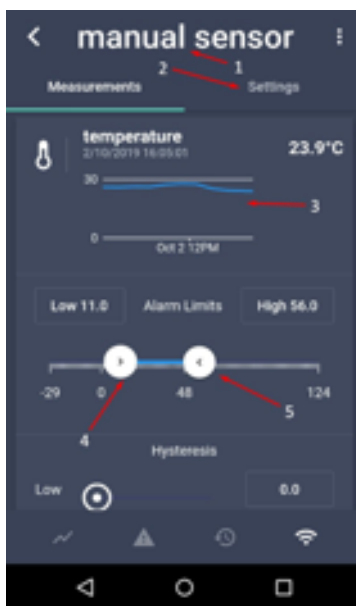 manual sensor
2 1
Measurements Settings
temperature 23.9°C
2/10/2019 16:05:01
30
3
0
Oct 2 12PM
Low 11.0 Alarm Limits High 56.0
-29 0 48 124
4 5
Hysteresis
Low 0.0